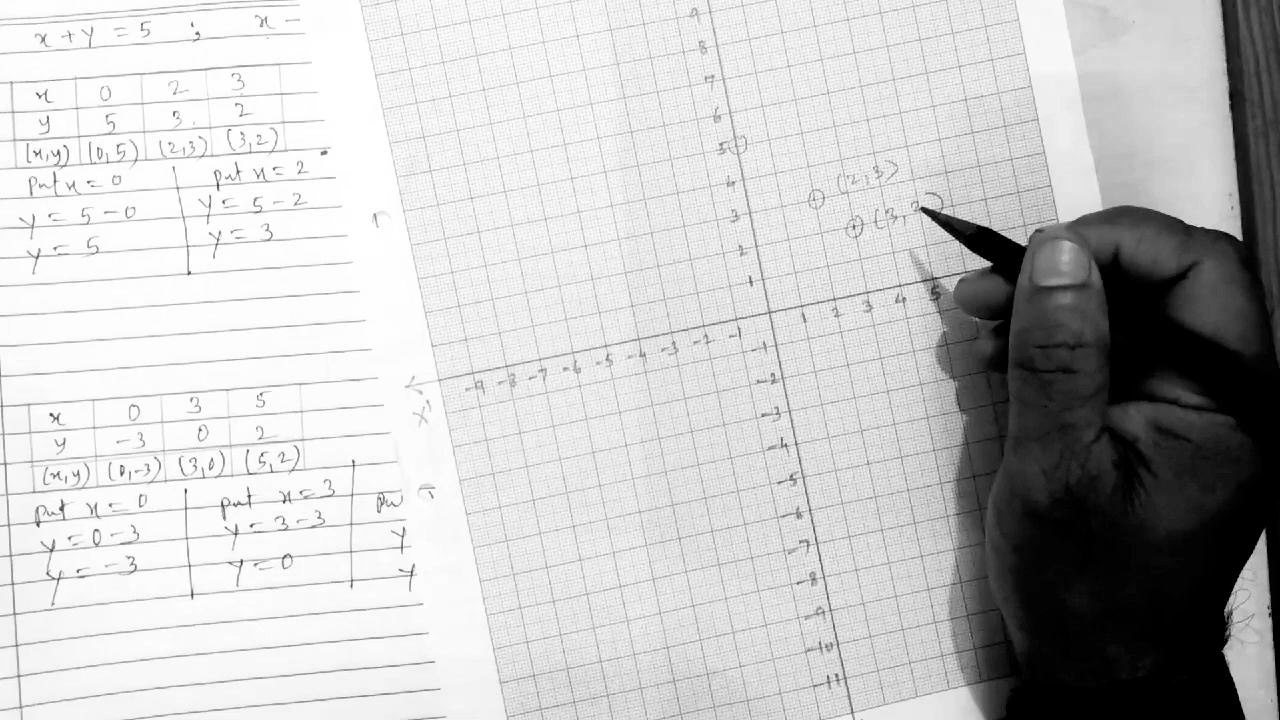 x + y = 5 ; x -
x 0 2 3
y 5 3 2
(x,y) (0,5) (2,3) (3,2)
put x = 0 put x = 2
y = 5 - 0 y = 5 - 2
y = 5 y = 3
x 0 3 5
y -3 0 2
(x,y) (0,-3) (3,0) (5,2)
put x = 0 put x = 3
y = 0 - 3 y = 3 - 3 y
y = -3 y = 0 y
9
8
7
6
5
4 (2,3)
3 (3,
2
1
-9 -8 -7 -6 -5 -4 -3 -2 -1 1 2 3 4 5
X'
-1
-2
-3
-4
-5
-6
-7
-8
-9
-10
-11